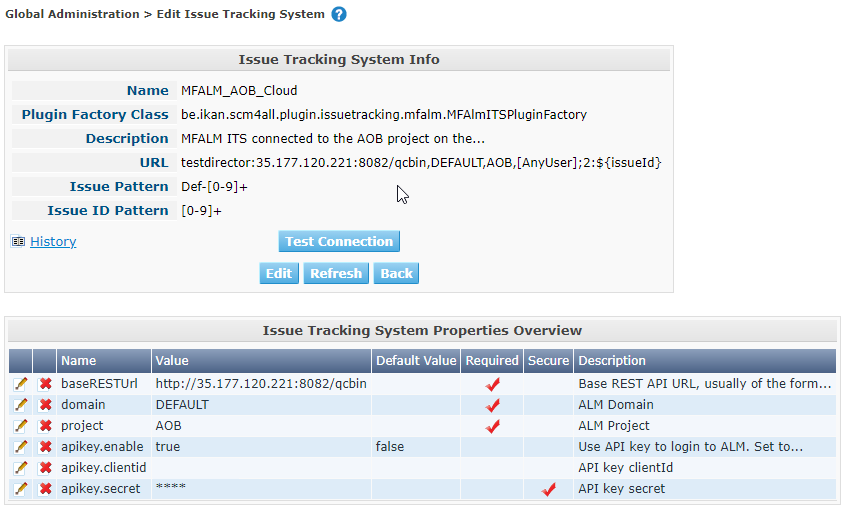 Global Administration > Edit Issue Tracking System ?
Issue Tracking System Info
Name MFALM_AOB_Cloud
Plugin Factory Class be.ikan.scm4all.plugin.issuetracking.mfalm.MFAlmITSPluginFactory
Description MFALM ITS connected to the AOB project on the...
URL testdirector:35.177.120.221:8082/qcbin,DEFAULT,AOB,[AnyUser];2:${issueId}
Issue Pattern Def-[0-9]+
Issue ID Pattern [0-9]+
History Test Connection
Edit Refresh Back
Issue Tracking System Properties Overview
Name Value Default Value Required Secure Description
baseRESTUrl http://35.177.120.221:8082/qcbin Base REST API URL, usually of the form...
domain DEFAULT ALM Domain
project AOB ALM Project
apikey.enable true false Use API key to login to ALM. Set to...
apikey.clientid API key clientId
apikey.secret **** API key secret